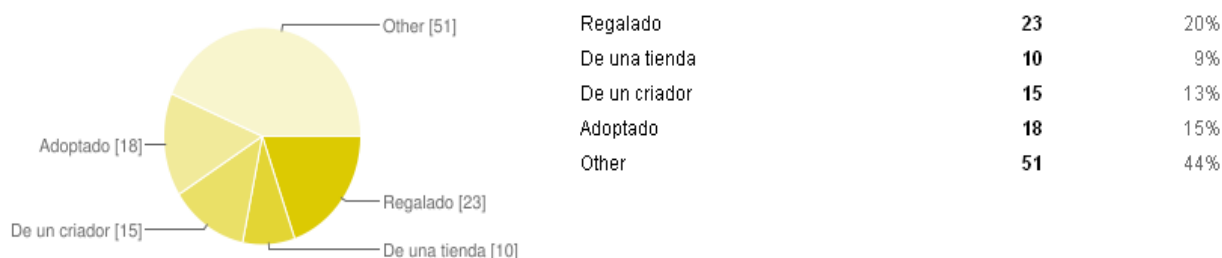 Other [51]
Adoptado [18]
De un criador [15]
Regalado [23]
De una tienda [10]
Regalado 23 20%
De una tienda 10 9%
De un criador 15 13%
Adoptado 18 15%
Other 51 44%